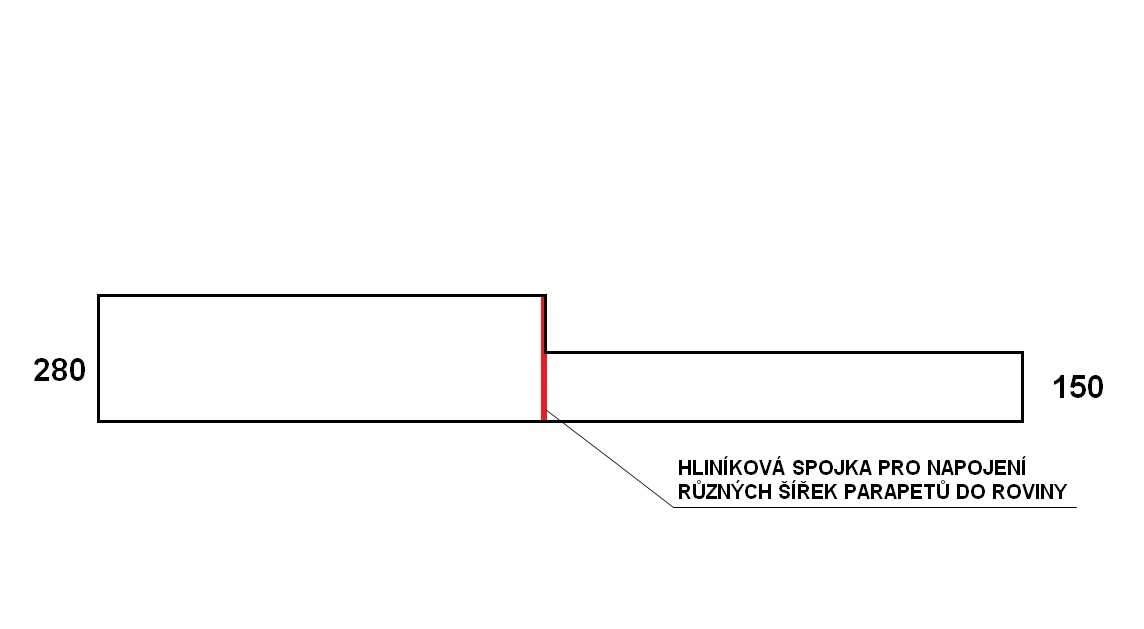 280
150
HLINÍKOVÁ SPOJKA PRO NAPOJENÍ
RŮZNÝCH ŠÍŘEK PARAPETŮ DO ROVINY